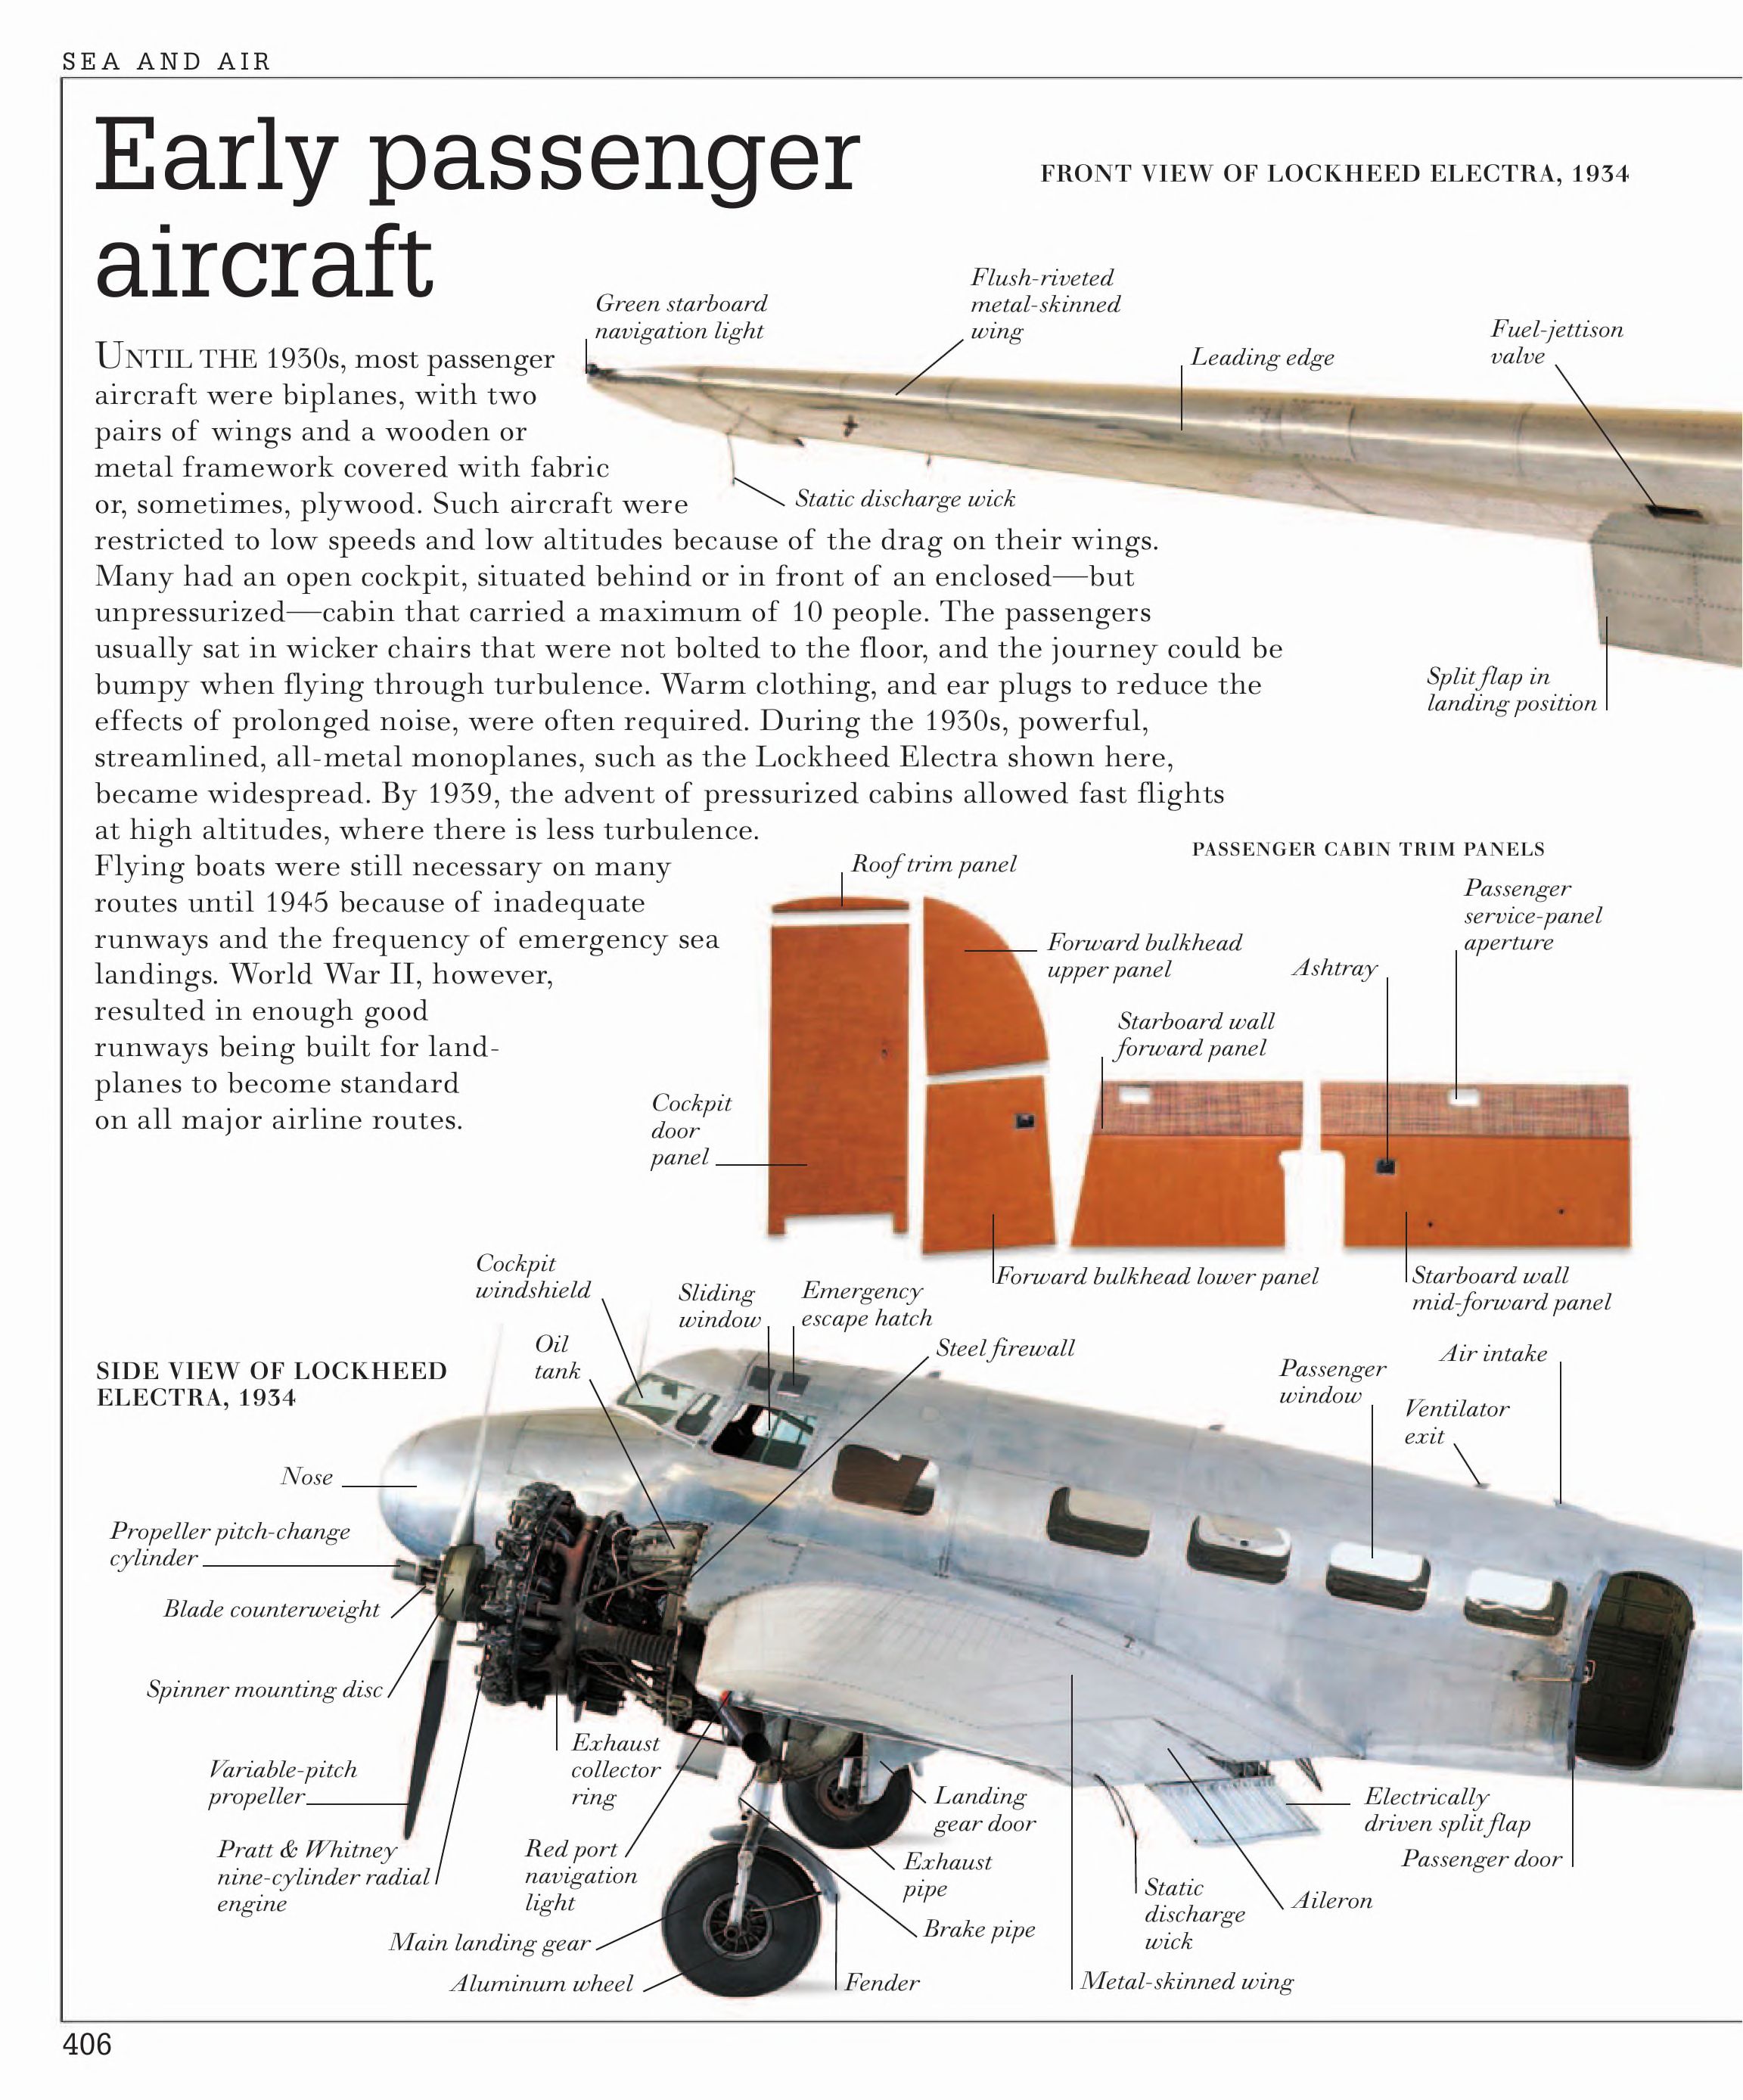 SEA AND AIR
Early passenger
aircraft
FRONT VIEW OF LOCKHEED ELECTRA, 1934
Green starboard
navigation light
Flush-riveted
metal-skinned
wing
Leading edge
Fuel-jettison
valve
Static discharge wick
Split flap in
landing position
UNTIL THE 1930s, most passenger
aircraft were biplanes, with two
pairs of wings and a wooden or
metal framework covered with fabric
or, sometimes, plywood. Such aircraft were
restricted to low speeds and low altitudes because of the drag on their wings.
Many had an open cockpit, situated behind or in front of an enclosed—but
unpressurized—cabin that carried a maximum of 10 people. The passengers
usually sat in wicker chairs that were not bolted to the floor, and the journey could be
bumpy when flying through turbulence. Warm clothing, and ear plugs to reduce the
effects of prolonged noise, were often required. During the 1930s, powerful,
streamlined, all-metal monoplanes, such as the Lockheed Electra shown here,
became widespread. By 1939, the advent of pressurized cabins allowed fast flights
at high altitudes, where there is less turbulence.
Flying boats were still necessary on many
routes until 1945 because of inadequate
runways and the frequency of emergency sea
landings. World War II, however,
resulted in enough good
runways being built for land-
planes to become standard
on all major airline routes.
PASSENGER CABIN TRIM PANELS
Roof trim panel
Forward bulkhead
upper panel
Passenger
service-panel
aperture
Ashtray
Starboard wall
forward panel
Cockpit
door
panel
Forward bulkhead lower panel
Starboard wall
mid-forward panel
SIDE VIEW OF LOCKHEED
ELECTRA, 1934
Cockpit
windshield
Oil
tank
Sliding
window
Emergency
escape hatch
Steel firewall
Passenger
window
Air intake
Ventilator
exit
Nose
Propeller pitch-change
cylinder
Blade counterweight
Spinner mounting disc
Variable-pitch
propeller
Pratt & Whitney
nine-cylinder radial
engine
Exhaust
collector
ring
Red port
navigation
light
Main landing gear
Aluminum wheel
Landing
gear door
Exhaust
pipe
Brake pipe
Fender
Static
discharge
wick
Metal-skinned wing
Aileron
Electrically
driven split flap
Passenger door
406